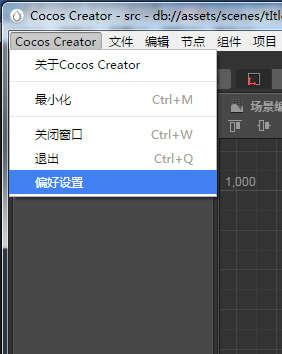 Cocos Creator - src - db://assets/scenes/title
Cocos Creator 文件 编辑 节点 组件 项目
关于Cocos Creator
最小化 Ctrl+M
场景编
关闭窗口 Ctrl+W
退出 Ctrl+Q
偏好设置
1,000